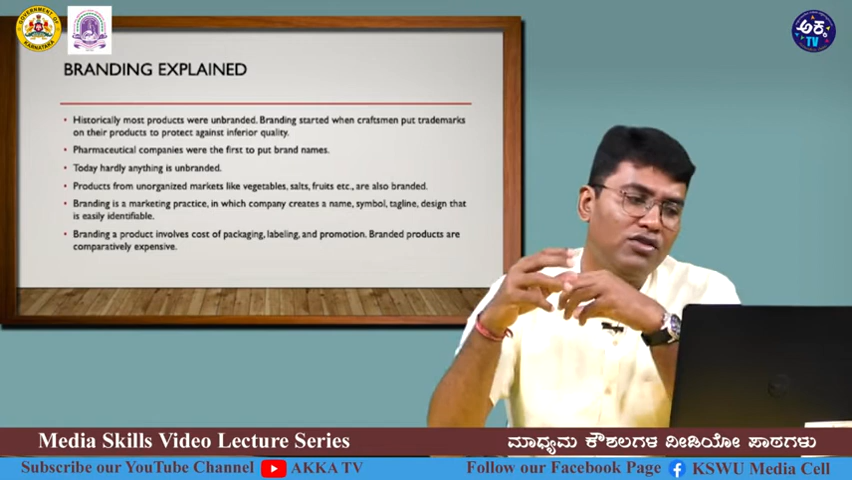 GOVERNMENT OF
KARNATAKA
ಅಕ್ಕ
TV
BRANDING EXPLAINED
• Historically most products were unbranded. Branding started when craftsmen put trademarks
on their products to protect against inferior quality.
• Pharmaceutical companies were the first to put brand names.
• Today hardly anything is unbranded.
• Products from unorganized markets like vegetables, salts, fruits etc., are also branded.
• Branding is a marketing practice, in which company creates a name, symbol, tagline, design that
is easily identifiable.
• Branding a product involves cost of packaging, labeling, and promotion. Branded products are
comparatively expensive.
Media Skills Video Lecture Series
ಮಾಧ್ಯಮ ಕೌಶಲಗಳ ವೀಡಿಯೋ ಪಾಠಗಳು
Subscribe our YouTube Channel AKKA TV
Follow our Facebook Page KSWU Media Cell